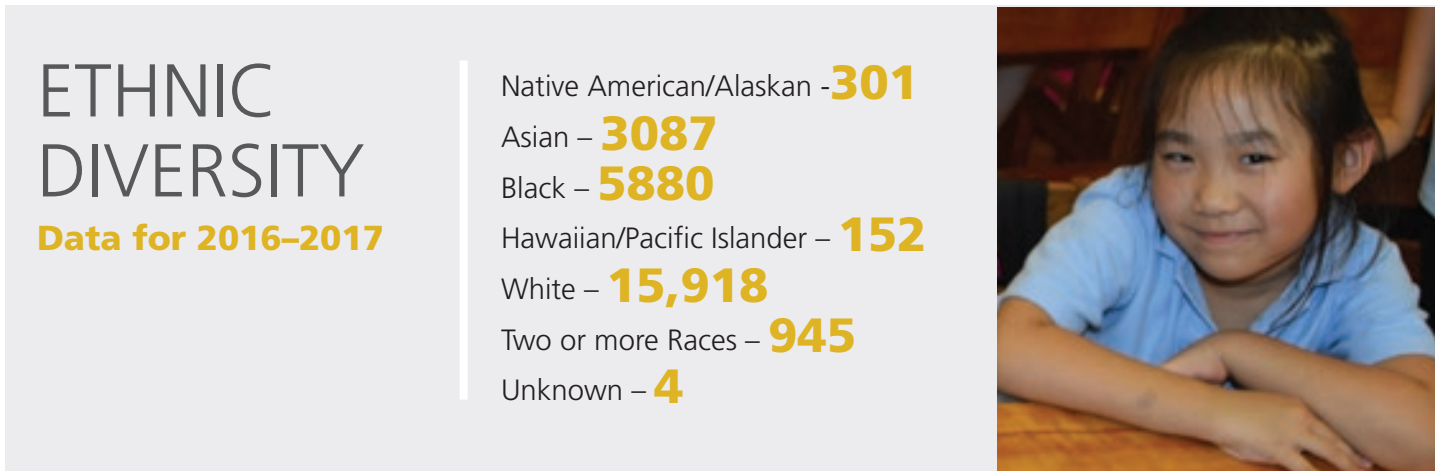 ETHNIC
DIVERSITY
Data for 2016–2017
Native American/Alaskan -301
Asian – 3087
Black – 5880
Hawaiian/Pacific Islander – 152
White – 15,918
Two or more Races – 945
Unknown – 4